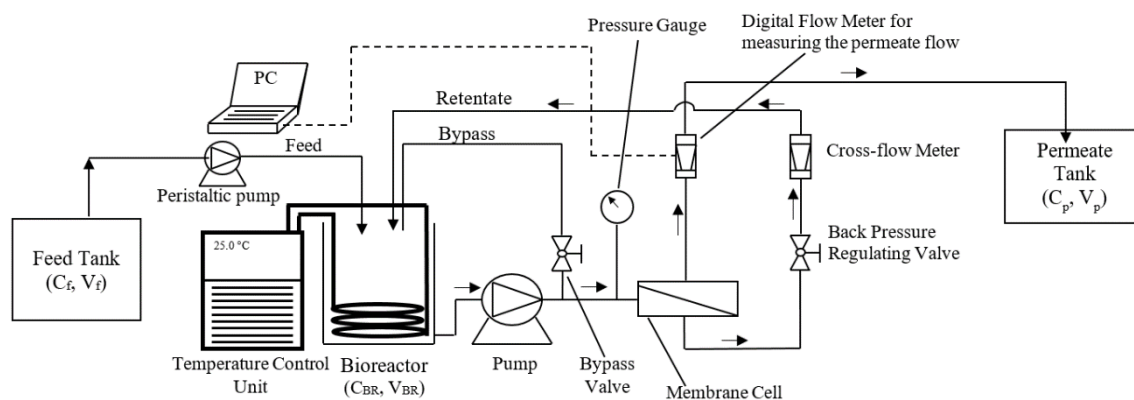 Pressure Gauge
Digital Flow Meter for
measuring the permeate flow
PC
Retentate
Bypass
Feed
Peristaltic pump
Cross-flow Meter
Permeate
Tank
(Cp, Vp)
Feed Tank
(Cf, Vf)
25.0 °C
Back Pressure
Regulating Valve
Temperature Control
Unit
Bioreactor
(CBR, VBR)
Pump
Bypass
Valve
Membrane Cell